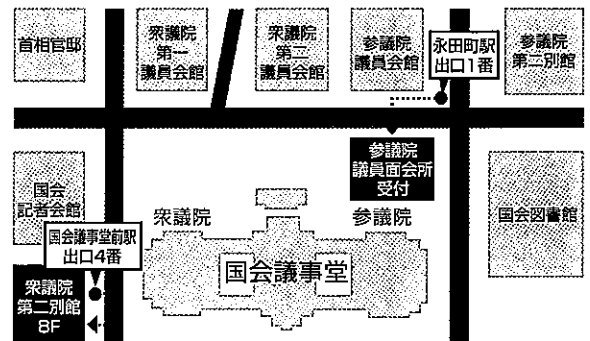 首相官邸
衆議院
第一
議員会館
衆議院
第二
議員会館
参議院
議員会館
永田町駅
出口1番
参議院
第二別館
参議院
議員面会所
受付
国会
記者会館
衆議院
参議院
国会図書館
国会議事堂前駅
出口4番
国会議事堂
衆議院
第二別館
8F